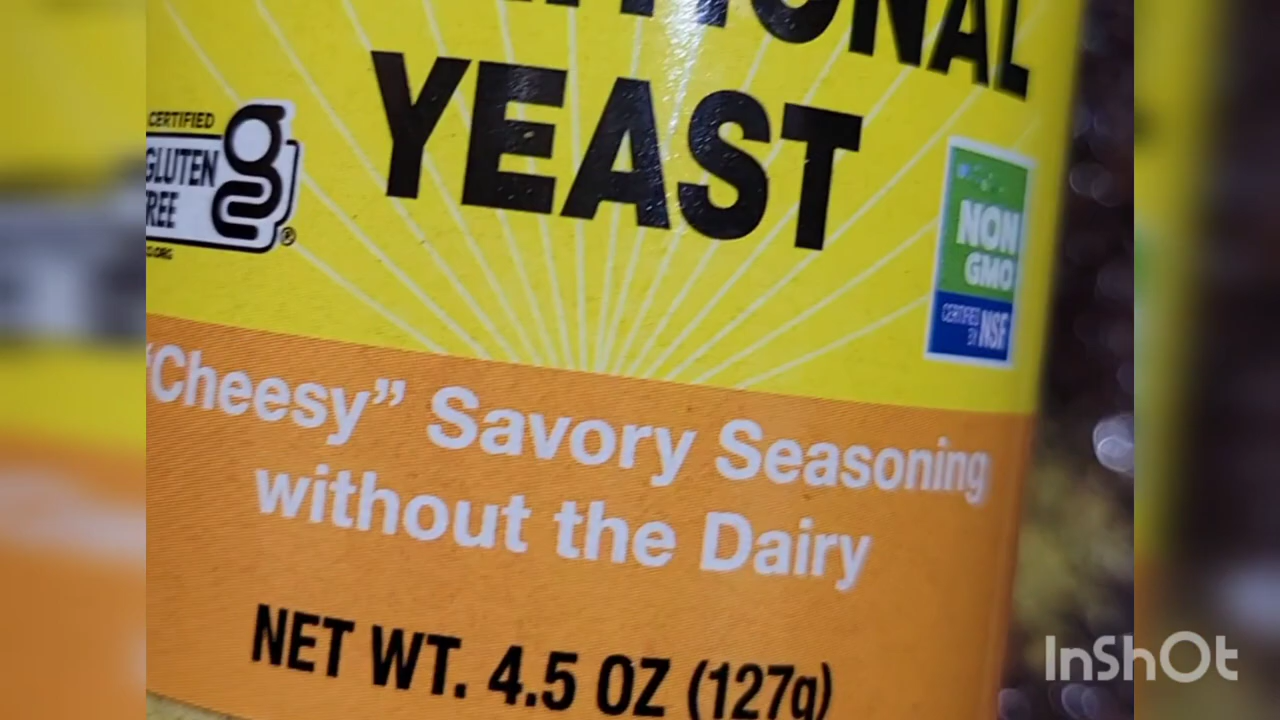 YEAST
CERTIFIED
GLUTEN
FREE
g
®
NON
GMO
CERTIFIED
BY NSF
“Cheesy” Savory Seasoning
without the Dairy
NET WT. 4.5 OZ (127g)
InShOt